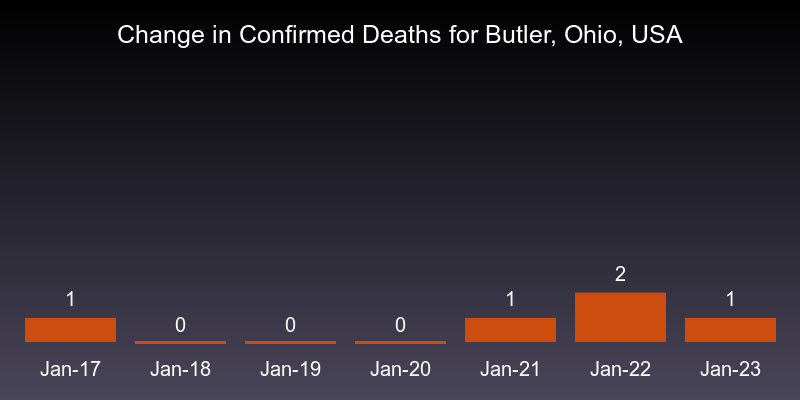 Change in Confirmed Deaths for Butler, Ohio, USA
1 0 0 0 1 2 1
Jan-17 Jan-18 Jan-19 Jan-20 Jan-21 Jan-22 Jan-23